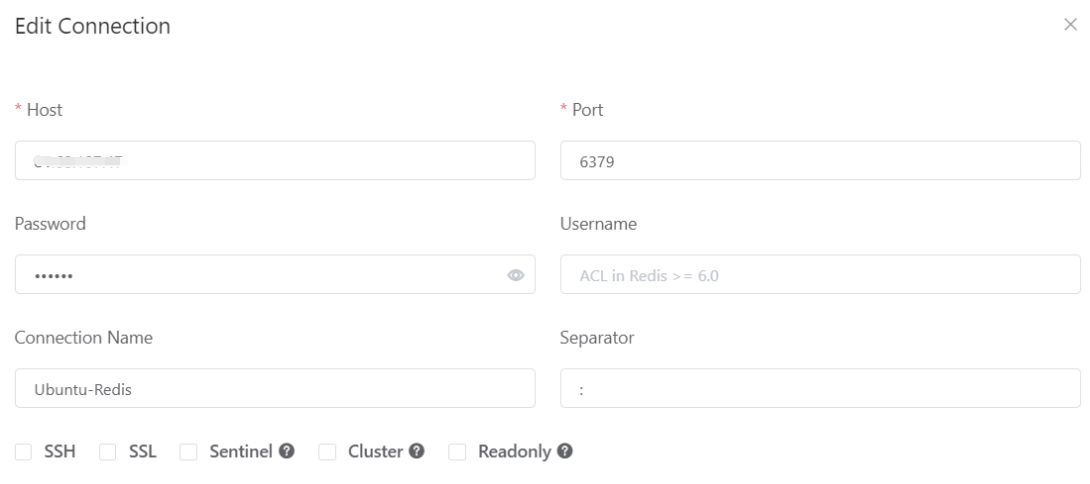 Edit Connection
* Host
* Port
6379
Password
Username
••••••
ACL in Redis >= 6.0
Connection Name
Separator
Ubuntu-Redis
:
SSH SSL Sentinel ? Cluster ? Readonly ?